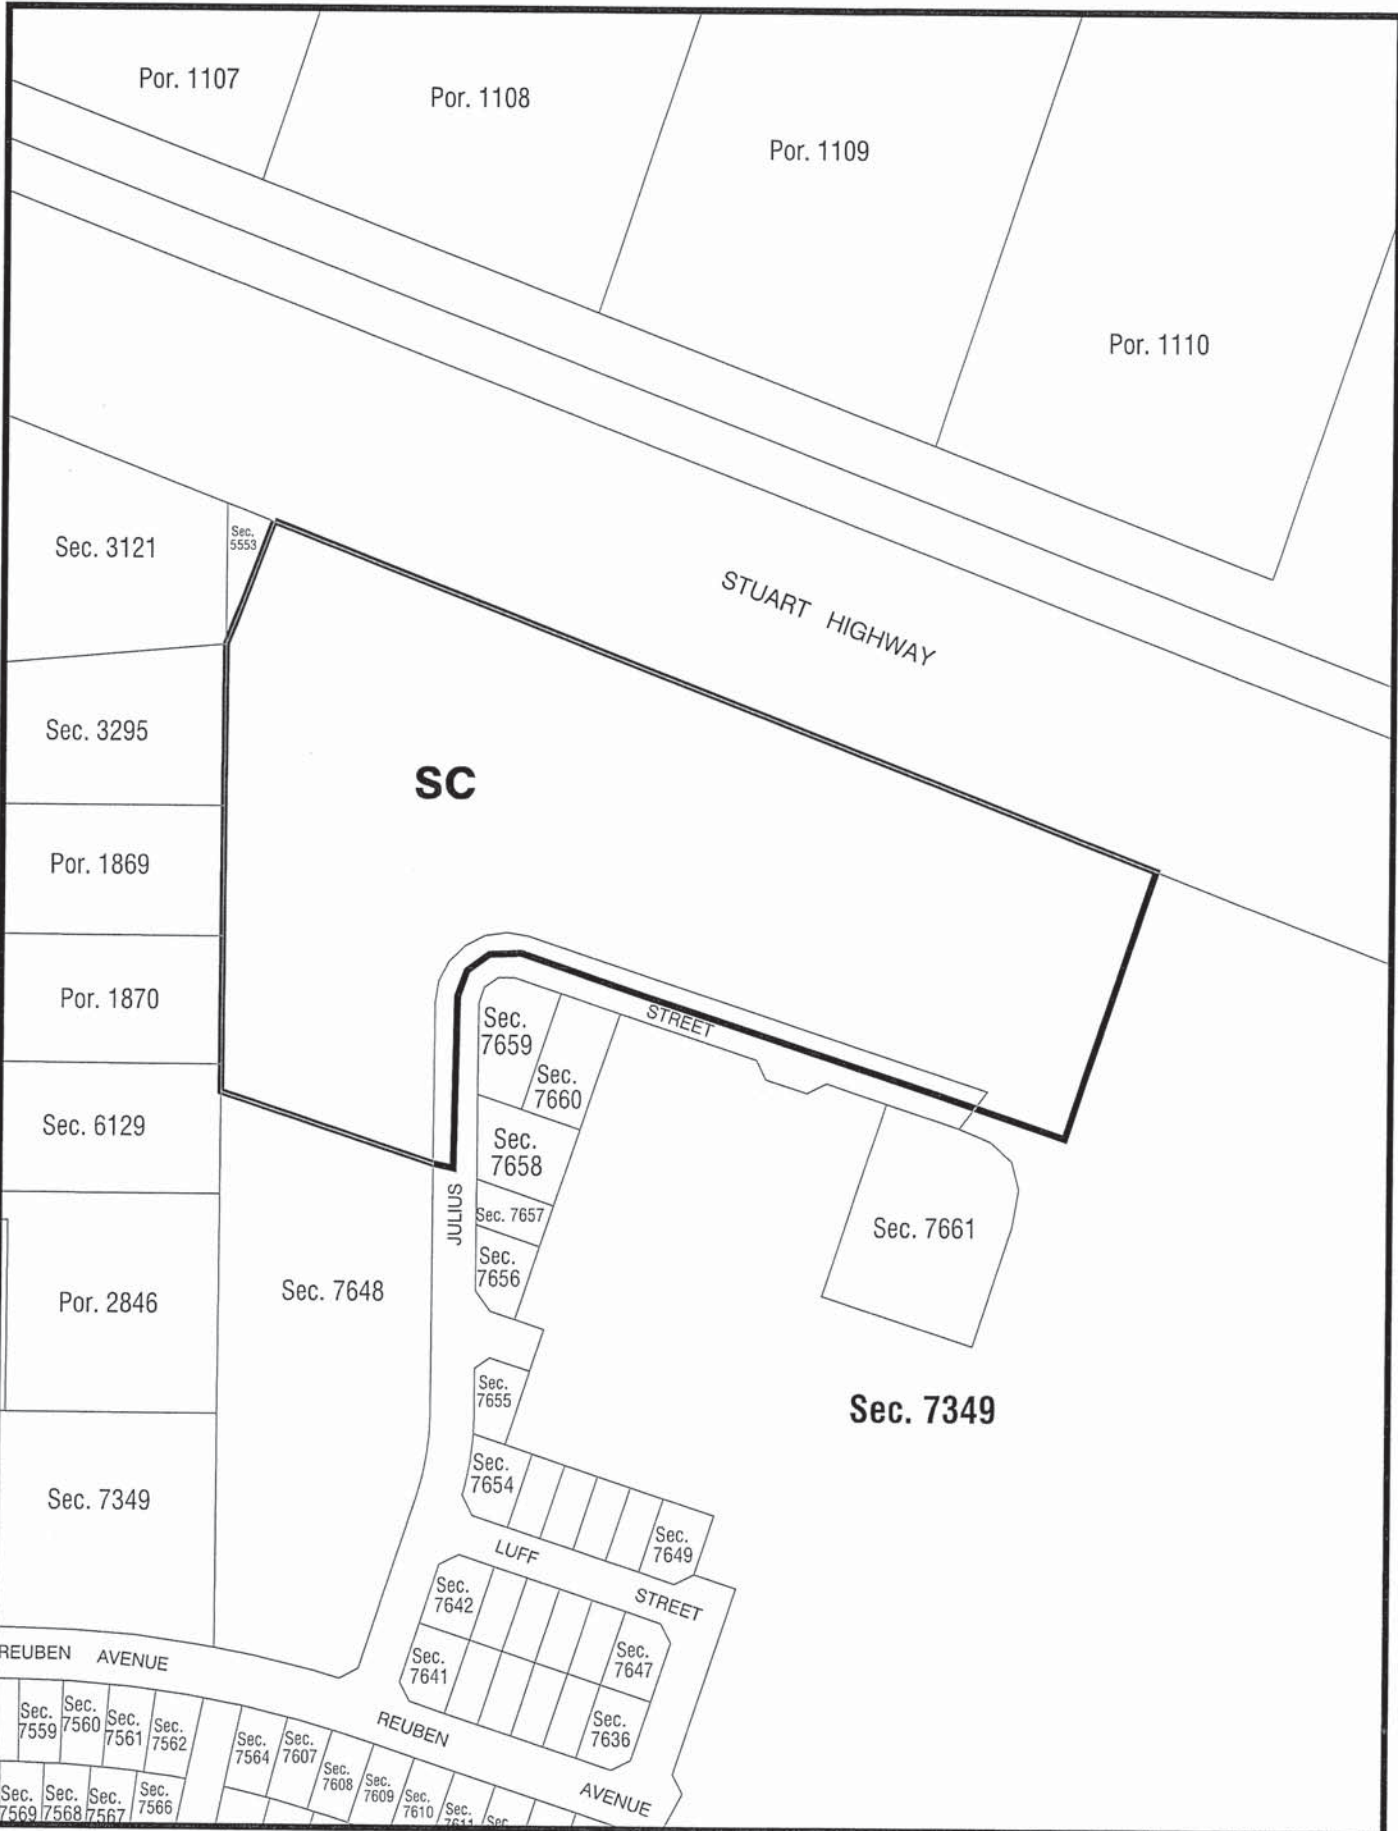 Por. 1107
Por. 1108
Por. 1109
Por. 1110
STUART HIGHWAY
Sec. 3121
Sec.
5553
Sec. 3295
SC
Por. 1869
Por. 1870
Sec. 6129
Sec.
7659
STREET
Sec.
7660
Sec.
7658
JULIUS
Sec. 7657
Sec.
7656
Sec. 7661
Por. 2846
Sec. 7648
Sec.
7655
Sec. 7349
Sec.
7654
Sec. 7349
Sec.
7649
LUFF
STREET
Sec.
7642
Sec.
7641
Sec.
7647
Sec.
7636
REUBEN AVENUE
REUBEN
AVENUE
Sec.
7559
Sec.
7560
Sec.
7561
Sec.
7562
Sec.
7564
Sec.
7607
Sec.
7608
Sec.
7609
Sec.
7610
Sec.
7611
Sec.
Sec.
7569
Sec.
7568
Sec.
7567
Sec.
7566